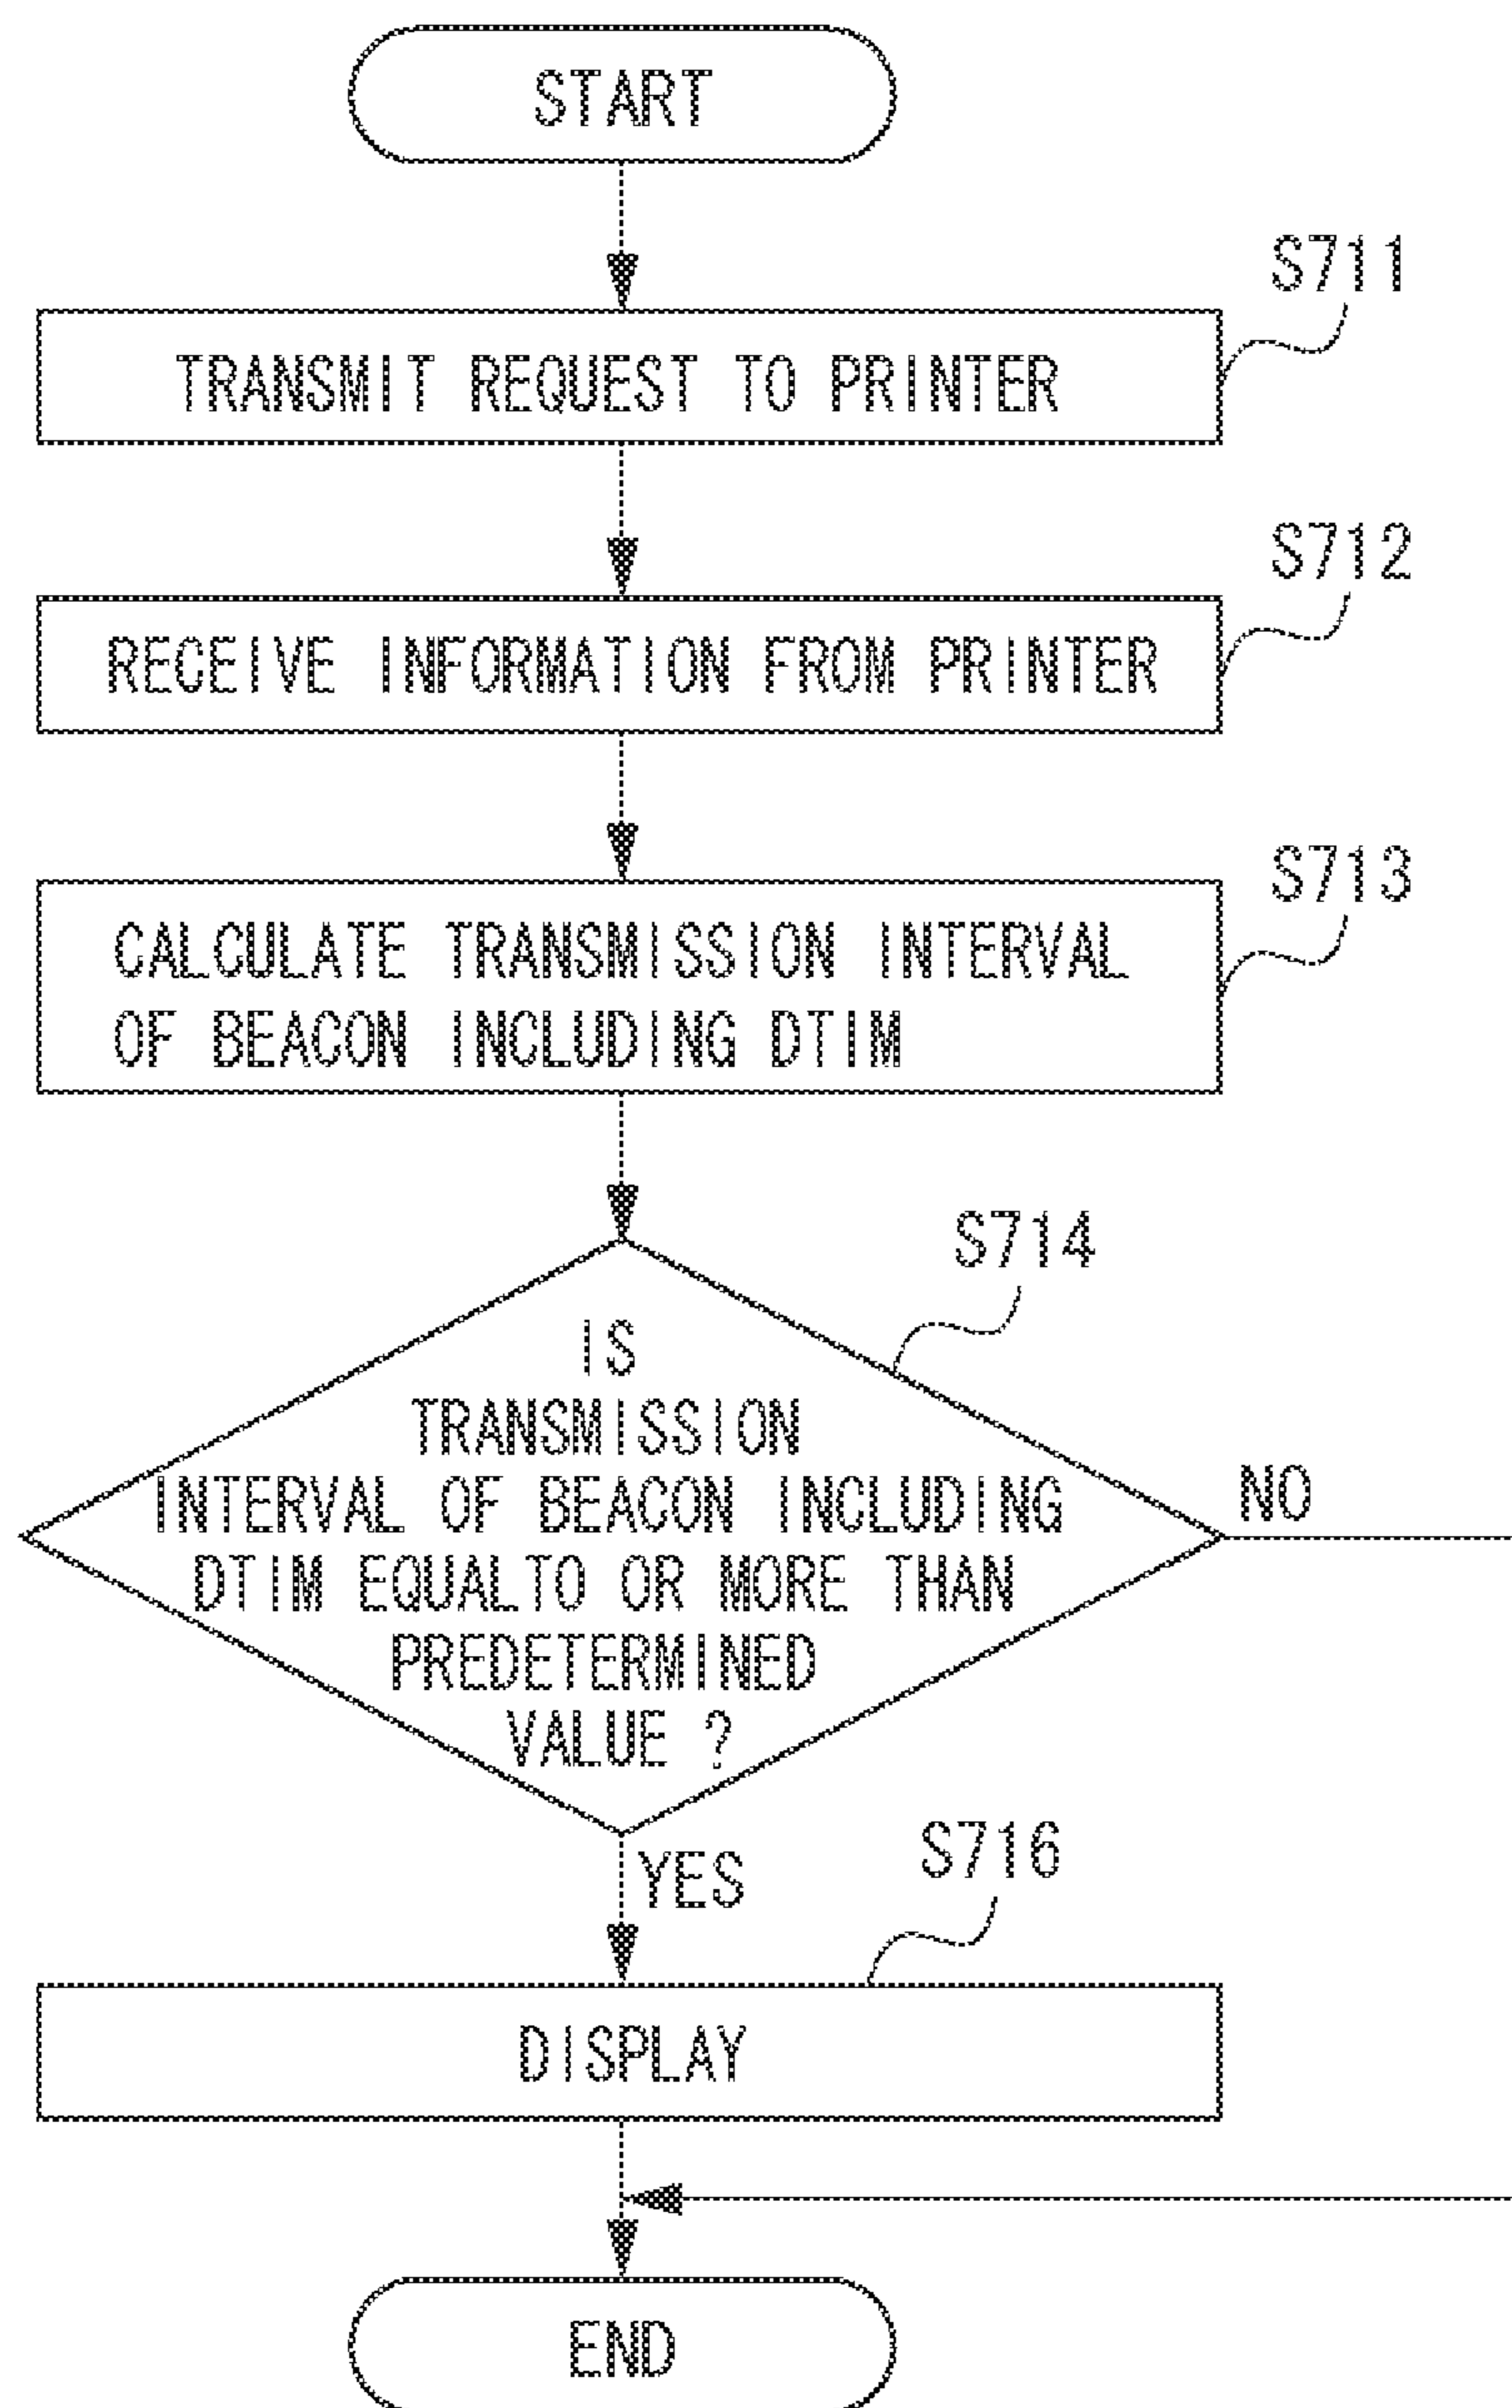 START
S711
TRANSMIT REQUEST TO PRINTER
S712
RECEIVE INFORMATION FROM PRINTER
S713
CALCULATE TRANSMISSION INTERVAL
OF BEACON INCLUDING DTIM
S714
IS
TRANSMISSION
INTERVAL OF BEACON INCLUDING
DTIM EQUALTO OR MORE THAN
PREDETERMINED
VALUE ?
NO
YES
S716
DISPLAY
END